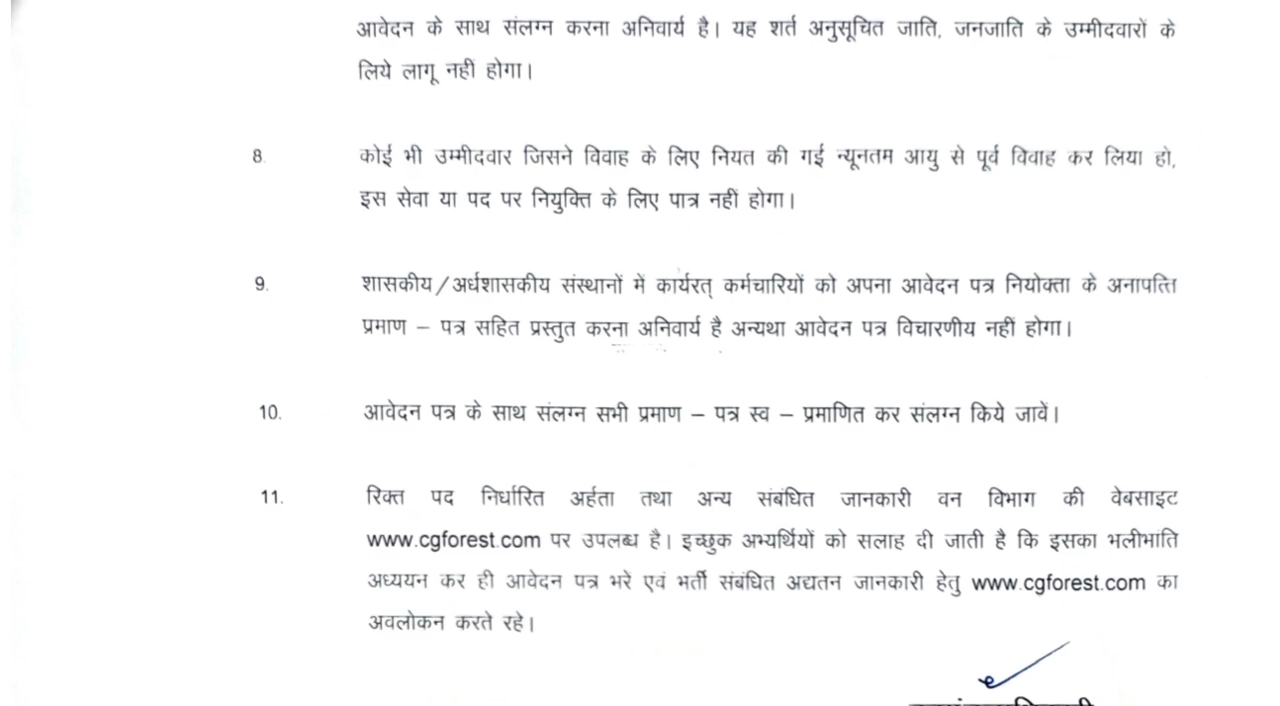 आवेदन के साथ संलग्न करना अनिवार्य है। यह शर्त अनुसूचित जाति, जनजाति के उम्मीदवारों के
लिये लागू नहीं होगा।
8. कोई भी उम्मीदवार जिसने विवाह के लिए नियत की गई न्यूनतम आयु से पूर्व विवाह कर लिया हो,
इस सेवा या पद पर नियुक्ति के लिए पात्र नहीं होगा।
9. शासकीय/अर्धशासकीय संस्थानों में कार्यरत् कर्मचारियों को अपना आवेदन पत्र नियोक्ता के अनापत्ति
प्रमाण – पत्र सहित प्रस्तुत करना अनिवार्य है अन्यथा आवेदन पत्र विचारणीय नहीं होगा।
10. आवेदन पत्र के साथ संलग्न सभी प्रमाण – पत्र स्व – प्रमाणित कर संलग्न किये जावें।
11. रिक्त पद निर्धारित अर्हता तथा अन्य संबंधित जानकारी वन विभाग की वेबसाइट
www.cgforest.com पर उपलब्ध है। इच्छुक अभ्यर्थियों को सलाह दी जाती है कि इसका भलीभांति
अध्ययन कर ही आवेदन पत्र भरे एवं भर्ती संबंधित अद्यतन जानकारी हेतु www.cgforest.com का
अवलोकन करते रहे।